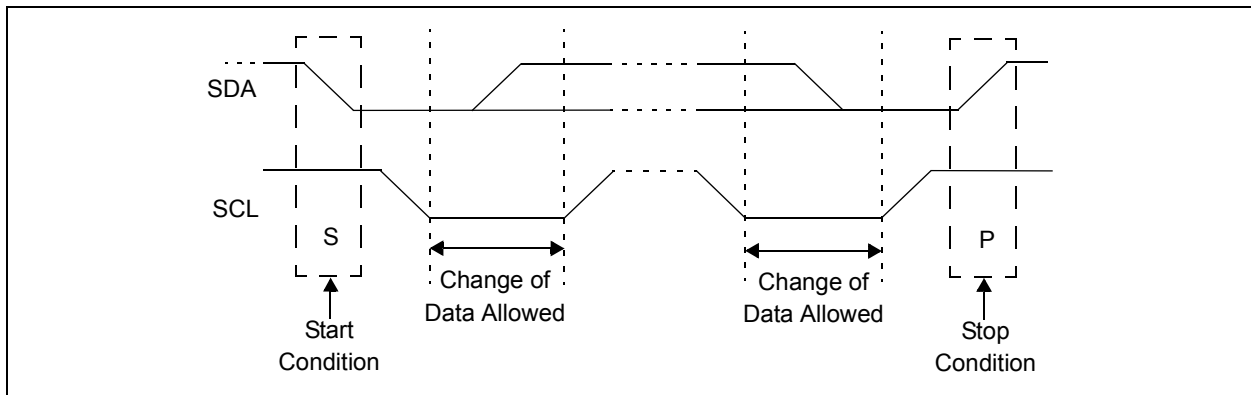 SDA
SCL
S
P
Change of
Data Allowed
Change of
Data Allowed
Start
Condition
Stop
Condition